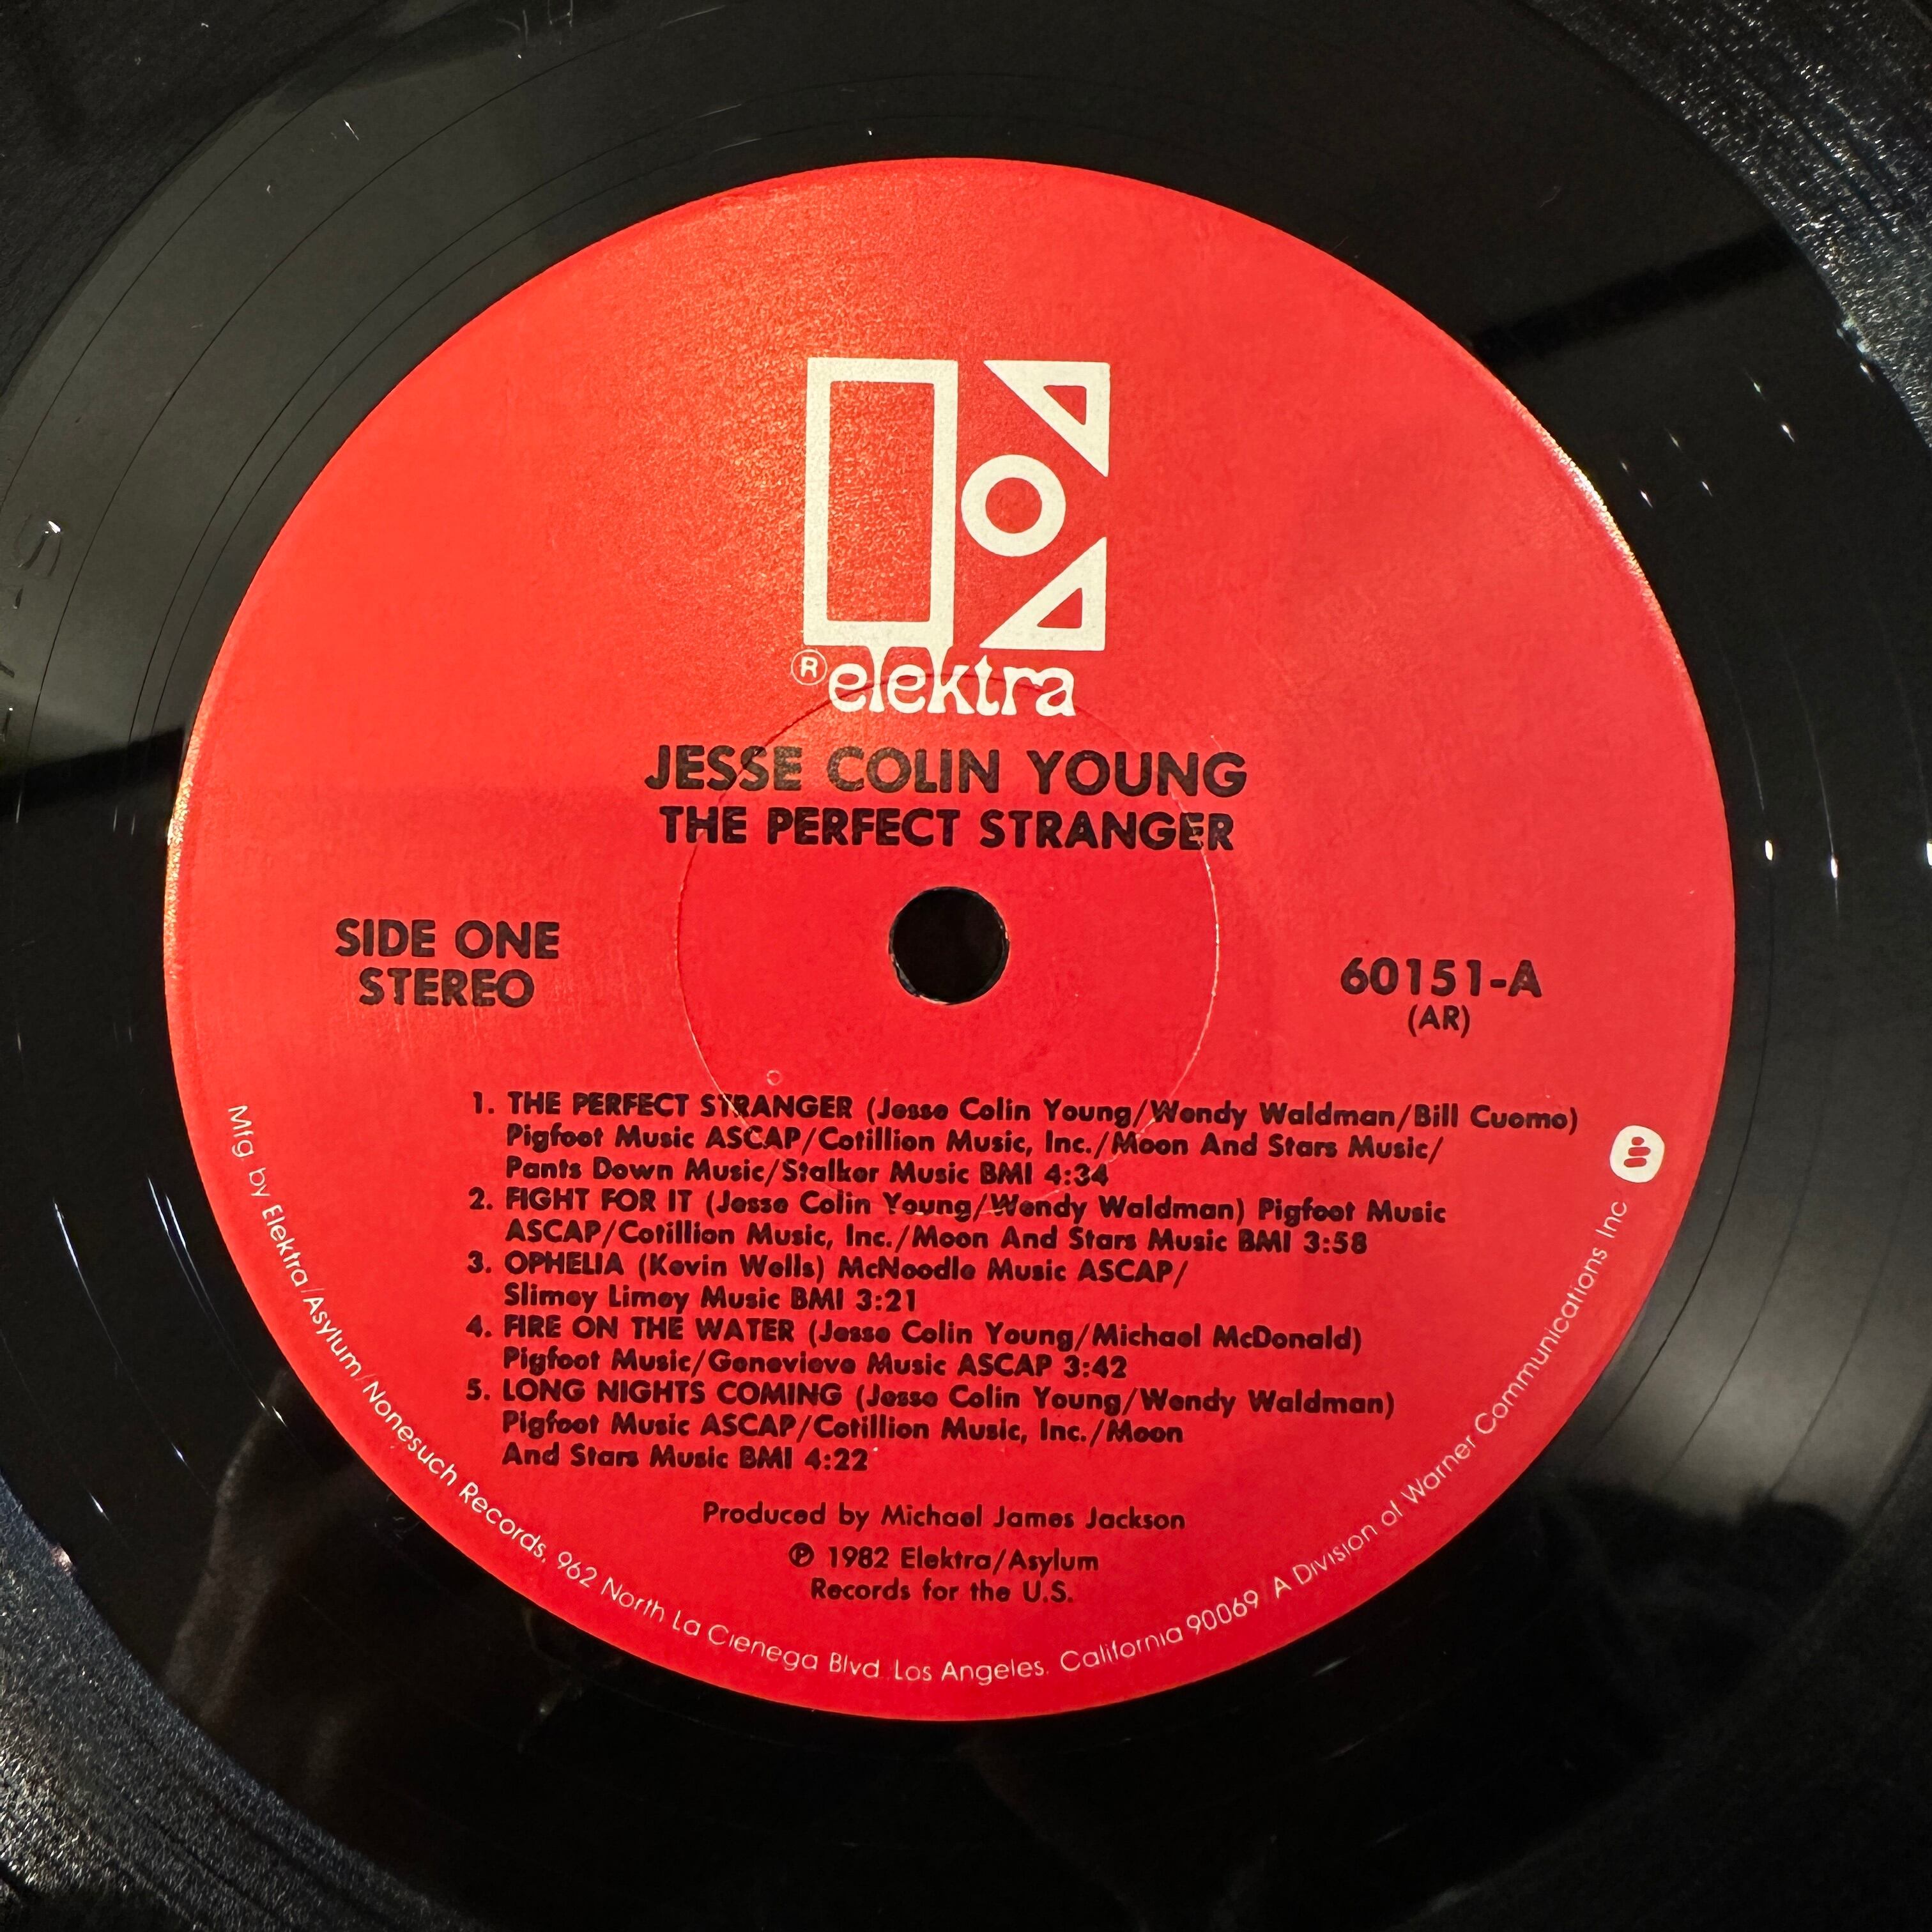 ® elektra
JESSE COLIN YOUNG
THE PERFECT STRANGER
SIDE ONE
STEREO
60151-A
(AR)
1. THE PERFECT STRANGER (Jesse Colin Young/Wendy Waldman/Bill Cuomo)
Pigfoot Music ASCAP/Cotillion Music, Inc./Moon And Stars Music/
Pants Down Music/Stalker Music BMI 4:34
2. FIGHT FOR IT (Jesse Colin Young/Wendy Waldman) Pigfoot Music
ASCAP/Cotillion Music, Inc./Moon And Stars Music BMI 3:58
3. OPHELIA (Kevin Wells) McNoodle Music ASCAP/
Slimey Limey Music BMI 3:21
4. FIRE ON THE WATER (Jesse Colin Young/Michael McDonald)
Pigfoot Music/Genevieve Music ASCAP 3:42
5. LONG NIGHTS COMING (Jesse Colin Young/Wendy Waldman)
Pigfoot Music ASCAP/Cotillion Music, Inc./Moon
And Stars Music BMI 4:22
Produced by Michael James Jackson
℗ 1982 Elektra/Asylum
Records for the U.S.
Mfg. by Elektra/Asylum/Nonesuch Records, 962 North La Cienega Blvd. Los Angeles, California 90069 A Division of Warner Communications Inc